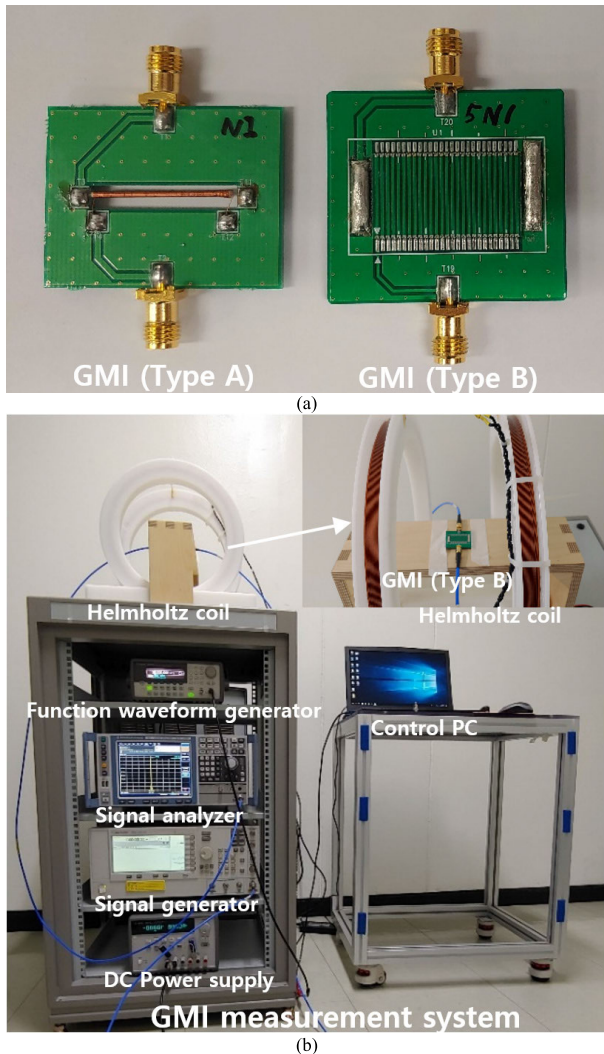 N1
T20
5N1
U1
T19
GMI (Type A)
GMI (Type B)
(a)
GMI (Type B)
Helmholtz coil
Helmholtz coil
Function waveform generator
Control PC
Signal analyzer
Signal generator
DC Power supply
GMI measurement system
(b)